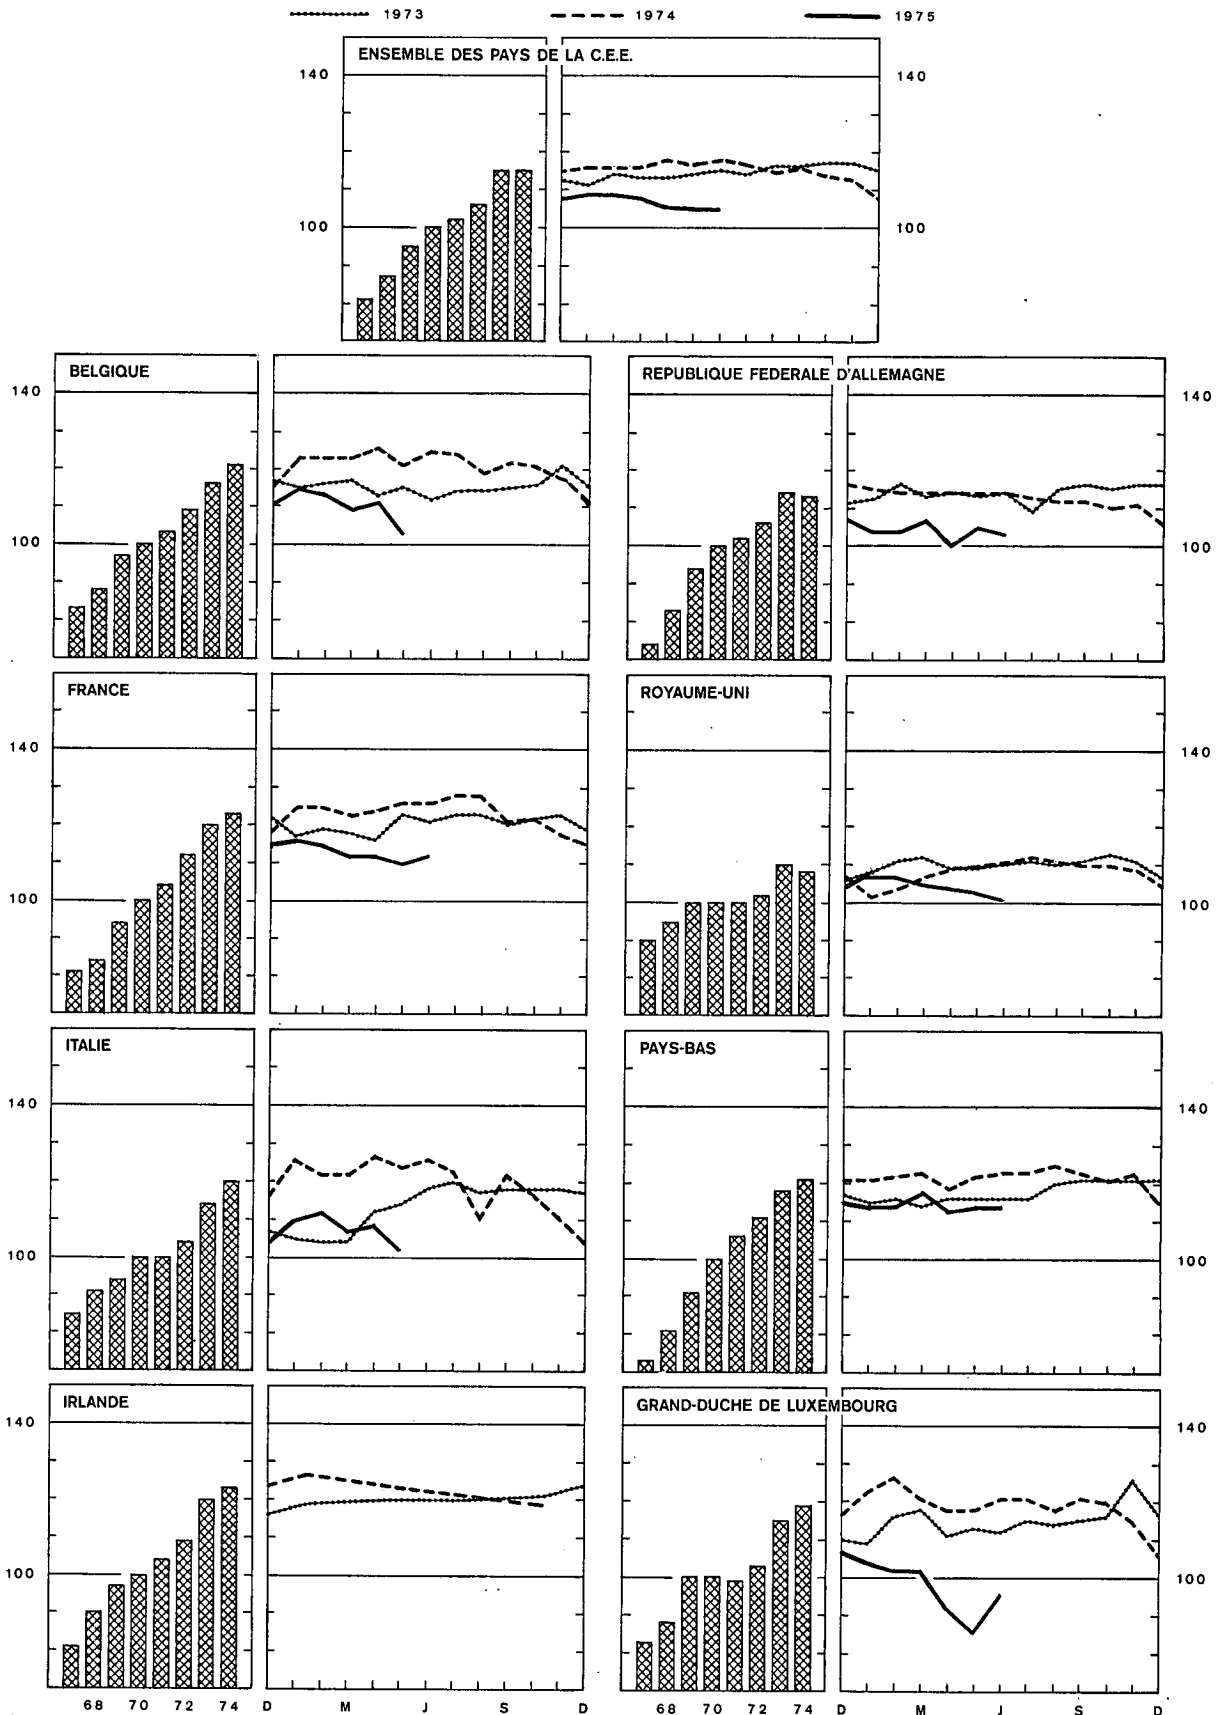 1973 1974 1975
ENSEMBLE DES PAYS DE LA C.E.E.
140 140
100 100
BELGIQUE
140
100
REPUBLIQUE FEDERALE D'ALLEMAGNE
140
100
FRANCE
140
100
ROYAUME-UNI
140
100
ITALIE
140
100
PAYS-BAS
140
100
IRLANDE
140
100
GRAND-DUCHE DE LUXEMBOURG
140
100
68 70 72 74 D M J S D 68 70 72 74 D M J S D